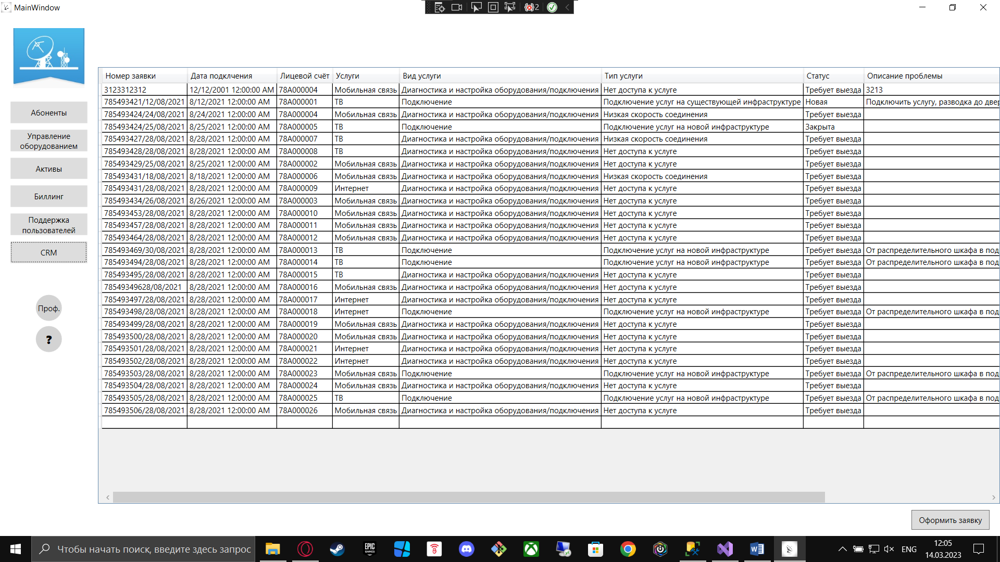 MainWindow
2
Абоненты
Управление
оборудованием
Активы
Биллинг
Поддержка
пользователей
CRM
Проф.
?
Номер заявки Дата подклчения Лицевой счёт Услуги Вид услуги Тип услуги Статус Описание проблемы
3123312312 12/12/2001 12:00:00 AM 78A000004 Мобильная связь Диагностика и настройка оборудования/подключения Нет доступа к услуге Требует выезда 3213
785493421/12/08/2021 8/12/2021 12:00:00 AM 78A000001 ТВ Подключение Подключение услуг на существующей инфраструктуре Новая Подключить услугу, разводка до двер
785493424/24/08/2021 8/24/2021 12:00:00 AM 78A000004 Мобильная связь Диагностика и настройка оборудования/подключения Низкая скорость соединения Требует выезда
785493424/25/08/2021 8/25/2021 12:00:00 AM 78A000005 ТВ Подключение Подключение услуг на новой инфраструктуре Закрыта
785493427/28/08/2021 8/28/2021 12:00:00 AM 78A000007 ТВ Диагностика и настройка оборудования/подключения Низкая скорость соединения Требует выезда
785493428/28/08/2021 8/28/2021 12:00:00 AM 78A000008 ТВ Диагностика и настройка оборудования/подключения Нет доступа к услуге Требует выезда
785493429/25/08/2021 8/25/2021 12:00:00 AM 78A000002 Мобильная связь Диагностика и настройка оборудования/подключения Нет доступа к услуге Требует выезда
785493431/18/08/2021 8/18/2021 12:00:00 AM 78A000006 Мобильная связь Диагностика и настройка оборудования/подключения Низкая скорость соединения Требует выезда
785493431/28/08/2021 8/28/2021 12:00:00 AM 78A000009 Интернет Диагностика и настройка оборудования/подключения Нет доступа к услуге Требует выезда
785493434/26/08/2021 8/26/2021 12:00:00 AM 78A000003 Мобильная связь Диагностика и настройка оборудования/подключения Нет доступа к услуге Требует выезда
785493453/28/08/2021 8/28/2021 12:00:00 AM 78A000010 Мобильная связь Диагностика и настройка оборудования/подключения Нет доступа к услуге Требует выезда
785493457/28/08/2021 8/28/2021 12:00:00 AM 78A000011 Мобильная связь Диагностика и настройка оборудования/подключения Нет доступа к услуге Требует выезда
785493464/28/08/2021 8/28/2021 12:00:00 AM 78A000012 Мобильная связь Диагностика и настройка оборудования/подключения Нет доступа к услуге Требует выезда
785493469/30/08/2021 8/28/2021 12:00:00 AM 78A000013 ТВ Подключение Подключение услуг на новой инфраструктуре Требует выезда От распределительного шкафа в под
785493494/28/08/2021 8/28/2021 12:00:00 AM 78A000014 ТВ Подключение Подключение услуг на новой инфраструктуре Требует выезда От распределительного шкафа в под
785493495/28/08/2021 8/28/2021 12:00:00 AM 78A000015 ТВ Диагностика и настройка оборудования/подключения Нет доступа к услуге Требует выезда
78549349628/08/2021 8/28/2021 12:00:00 AM 78A000016 Мобильная связь Диагностика и настройка оборудования/подключения Нет доступа к услуге Требует выезда
785493497/28/08/2021 8/28/2021 12:00:00 AM 78A000017 Интернет Диагностика и настройка оборудования/подключения Нет доступа к услуге Требует выезда
785493498/28/08/2021 8/28/2021 12:00:00 AM 78A000018 Интернет Подключение Подключение услуг на новой инфраструктуре Требует выезда От распределительного шкафа в под
785493499/28/08/2021 8/28/2021 12:00:00 AM 78A000019 Мобильная связь Диагностика и настройка оборудования/подключения Нет доступа к услуге Требует выезда
785493500/28/08/2021 8/28/2021 12:00:00 AM 78A000020 Мобильная связь Диагностика и настройка оборудования/подключения Нет доступа к услуге Требует выезда
785493501/28/08/2021 8/28/2021 12:00:00 AM 78A000021 Интернет Диагностика и настройка оборудования/подключения Нет доступа к услуге Требует выезда
785493502/28/08/2021 8/28/2021 12:00:00 AM 78A000022 Интернет Диагностика и настройка оборудования/подключения Нет доступа к услуге Требует выезда
785493503/28/08/2021 8/28/2021 12:00:00 AM 78A000023 Мобильная связь Подключение Подключение услуг на новой инфраструктуре Требует выезда От распределительного шкафа в под
785493504/28/08/2021 8/28/2021 12:00:00 AM 78A000024 Мобильная связь Диагностика и настройка оборудования/подключения Нет доступа к услуге Требует выезда
785493505/28/08/2021 8/28/2021 12:00:00 AM 78A000025 ТВ Подключение Подключение услуг на новой инфраструктуре Требует выезда От распределительного шкафа в под
785493506/28/08/2021 8/28/2021 12:00:00 AM 78A000026 Мобильная связь Диагностика и настройка оборудования/подключения Нет доступа к услуге Требует выезда
Оформить заявку
Чтобы начать поиск, введите здесь запрос
EPIC
GAMES
ENG
12:05
14.03.2023